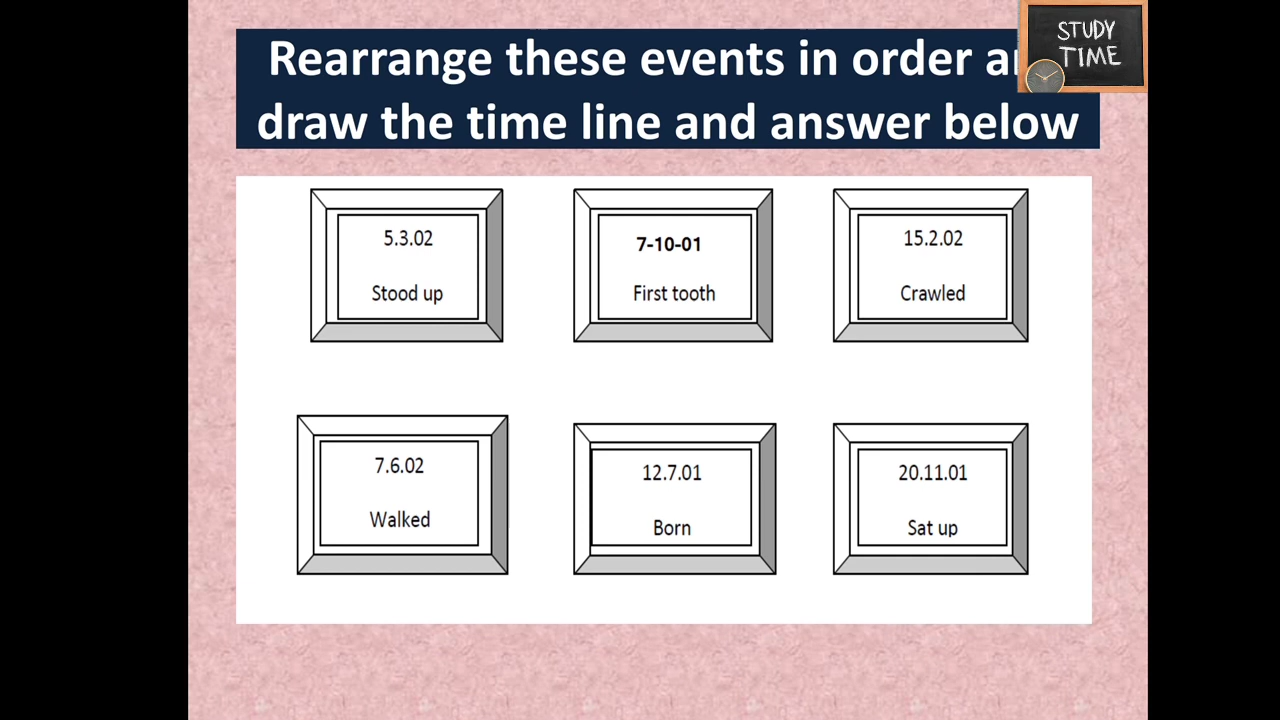 Rearrange these events in order
draw the time line and answer below
STUDY
TIME
5.3.02
Stood up
7-10-01
First tooth
15.2.02
Crawled
7.6.02
Walked
12.7.01
Born
20.11.01
Sat up